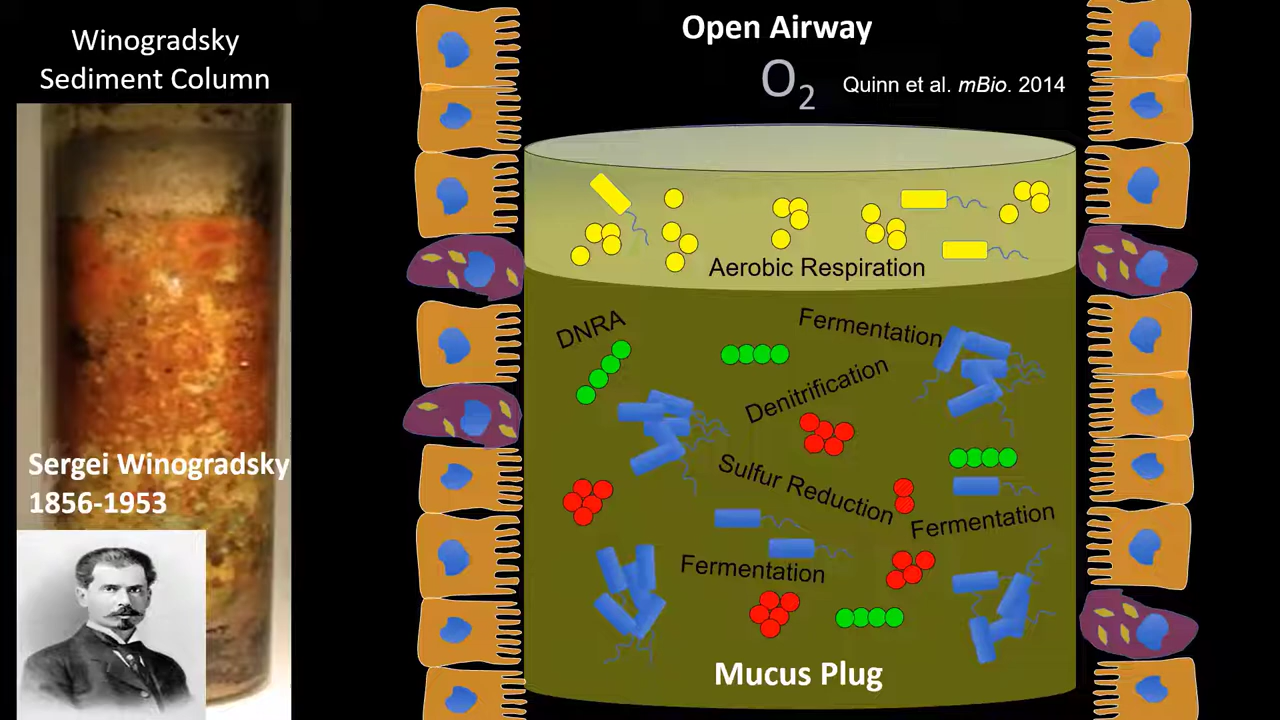 Winogradsky
Sediment Column
Sergei Winogradsky
1856-1953
Open Airway
O₂
Quinn et al. mBio. 2014
Aerobic Respiration
DNRA
Fermentation
Denitrification
Sulfur Reduction
Fermentation
Fermentation
Mucus Plug